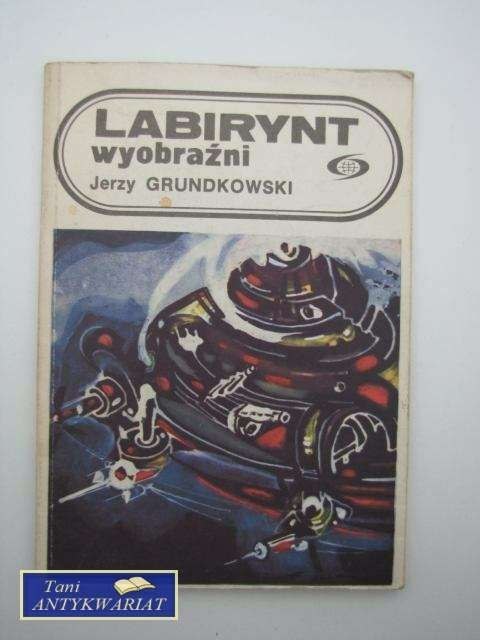 LABIRYNT
wyobraźni
Jerzy GRUNDKOWSKI
Tani
ANTYKWARIAT